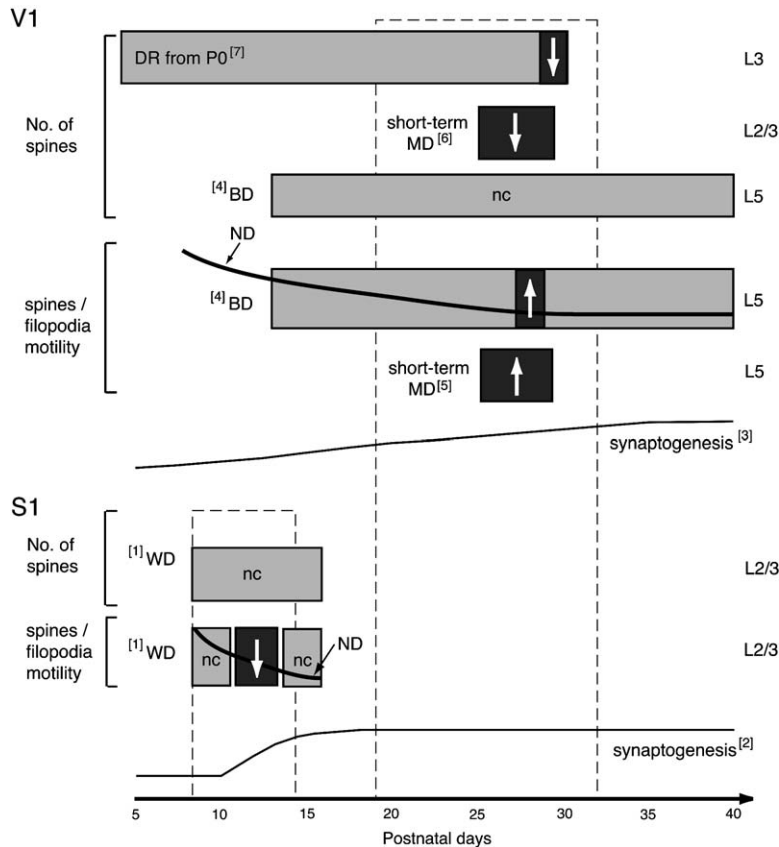 V1
DR from P0[7]
L3
No. of
spines
short-term
MD[6]
L2/3
[4]BD
nc
L5
ND
spines /
filopodia
motility
[4]BD
L5
short-term
MD[5]
L5
synaptogenesis [3]
S1
No. of
spines
[1]WD
nc
L2/3
spines /
filopodia
motility
[1]WD
nc
nc
ND
L2/3
synaptogenesis[2]
5 10 15 20 25 30 35 40
Postnatal days